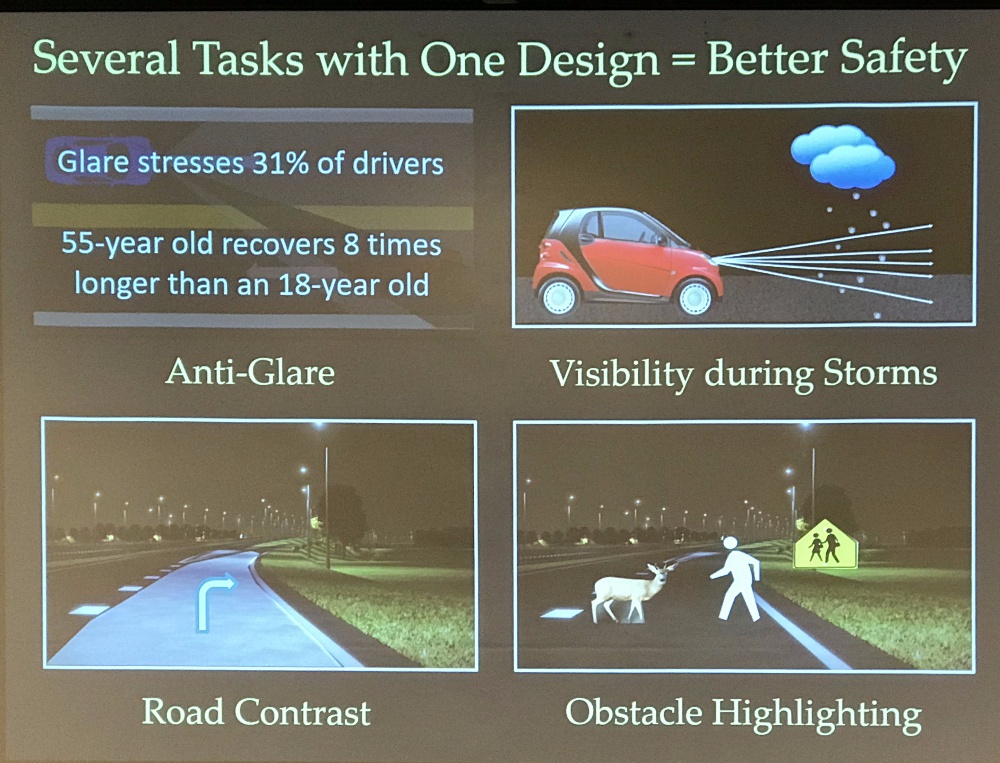 Several Tasks with One Design = Better Safety
Glare stresses 31% of drivers
55-year old recovers 8 times
longer than an 18-year old
Anti-Glare
Visibility during Storms
Road Contrast
Obstacle Highlighting